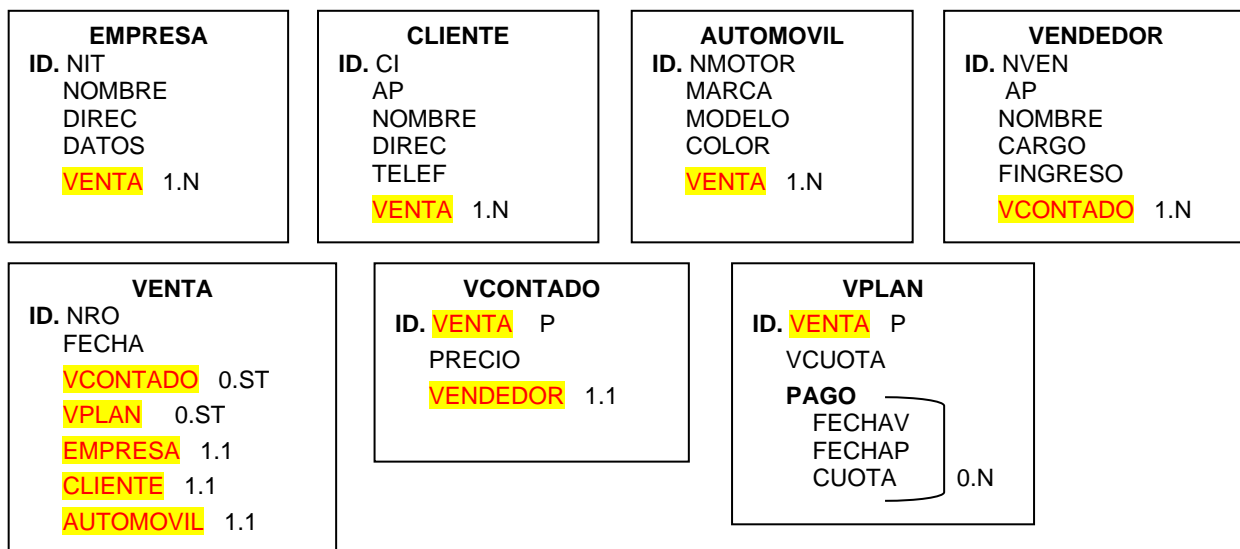 EMPRESA
ID. NIT
NOMBRE
DIREC
DATOS
VENTA 1.N
CLIENTE
ID. CI
AP
NOMBRE
DIREC
TELEF
VENTA 1.N
AUTOMOVIL
ID. NMOTOR
MARCA
MODELO
COLOR
VENTA 1.N
VENDEDOR
ID. NVEN
AP
NOMBRE
CARGO
FINGRESO
VCONTADO 1.N
VENTA
ID. NRO
FECHA
VCONTADO 0.ST
VPLAN 0.ST
EMPRESA 1.1
CLIENTE 1.1
AUTOMOVIL 1.1
VCONTADO
ID. VENTA P
PRECIO
VENDEDOR 1.1
VPLAN
ID. VENTA P
VCUOTA
PAGO
FECHAV
FECHAP
CUOTA 0.N